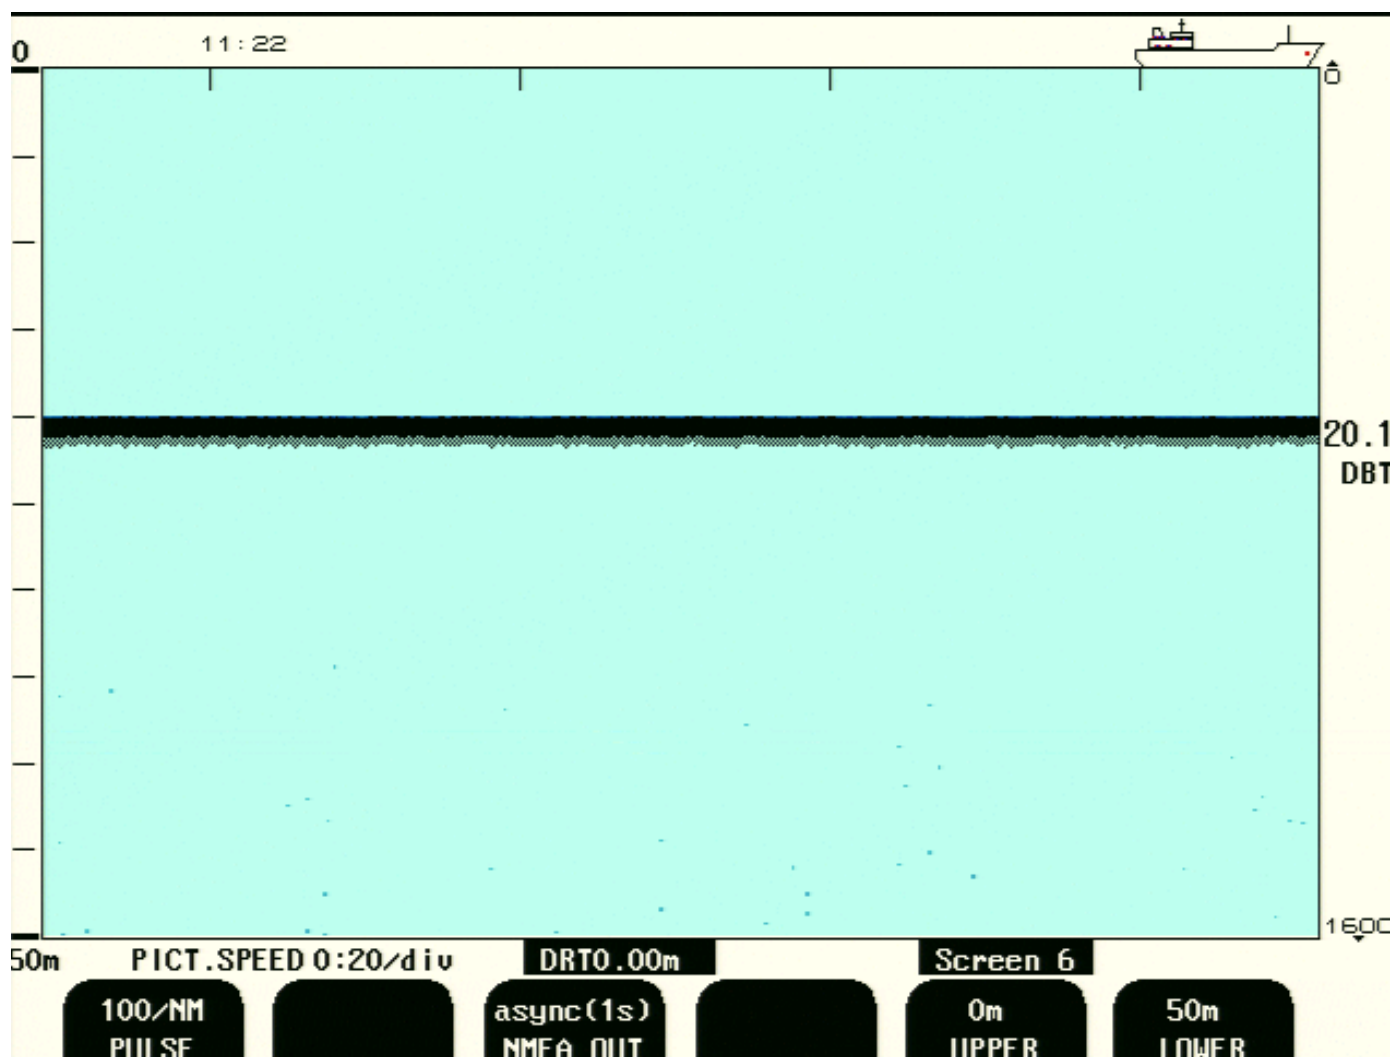 0
11:22
0
20.1
DBT
1600
50m PICT.SPEED 0:20/div DRT0.00m Screen 6
100/NM async(1s) 0m 50m
PULSE NMEA OUT UPPER LOWER